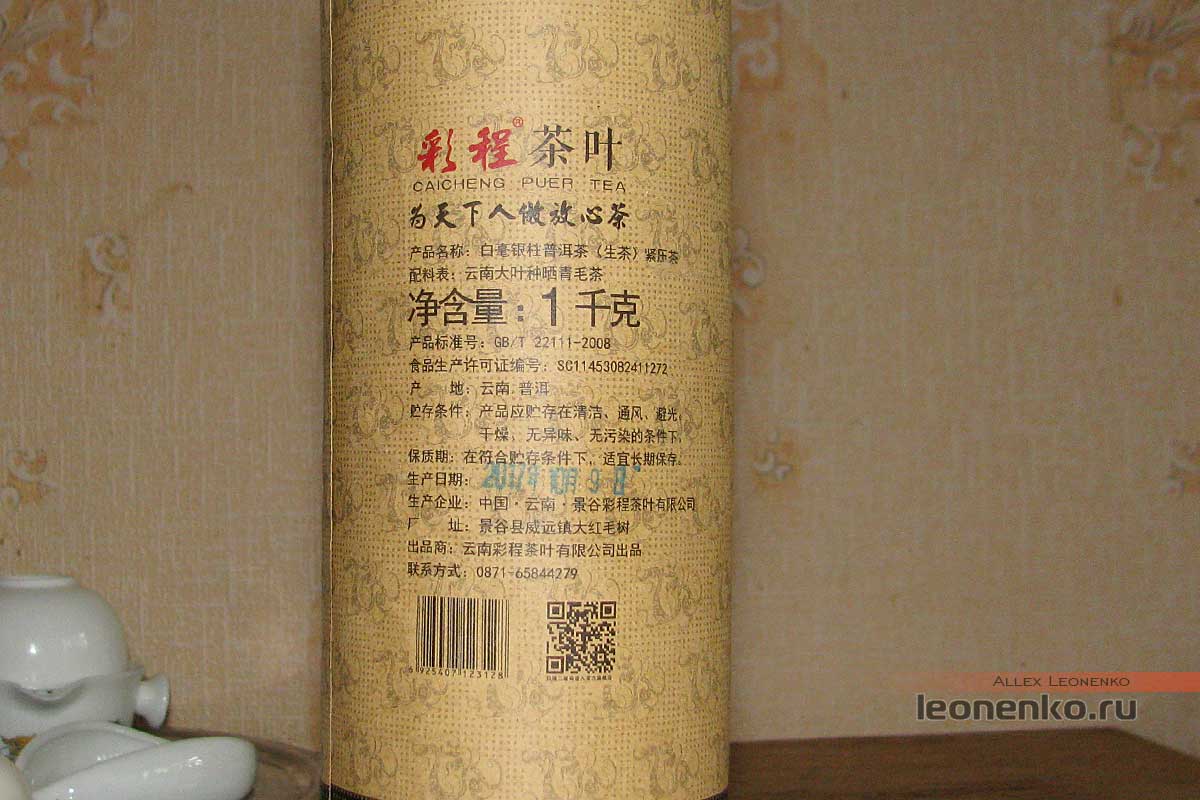 彩程® 茶叶
CAICHENG PUER TEA
为天下人做放心茶
产品名称：白毫银柱普洱茶（生茶）紧压茶
配料表：云南大叶种晒青毛茶
净含量：1千克
产品标准号：GB/T 22111-2008
食品生产许可证编号：SC11453082411272
产 地：云南 普洱
贮存条件：产品应贮存在清洁、通风、避光、
干燥、无异味、无污染的条件下。
保质期：在符合贮存条件下，适宜长期保存。
生产日期：
生产企业：中国·云南·景谷彩程茶叶有限公司
厂 址：景谷县威远镇大红毛树
出品商：云南彩程茶叶有限公司出品
联系方式：0871-65844279
5 925407 123128
ALLEX LEONENKO
leonenko.ru